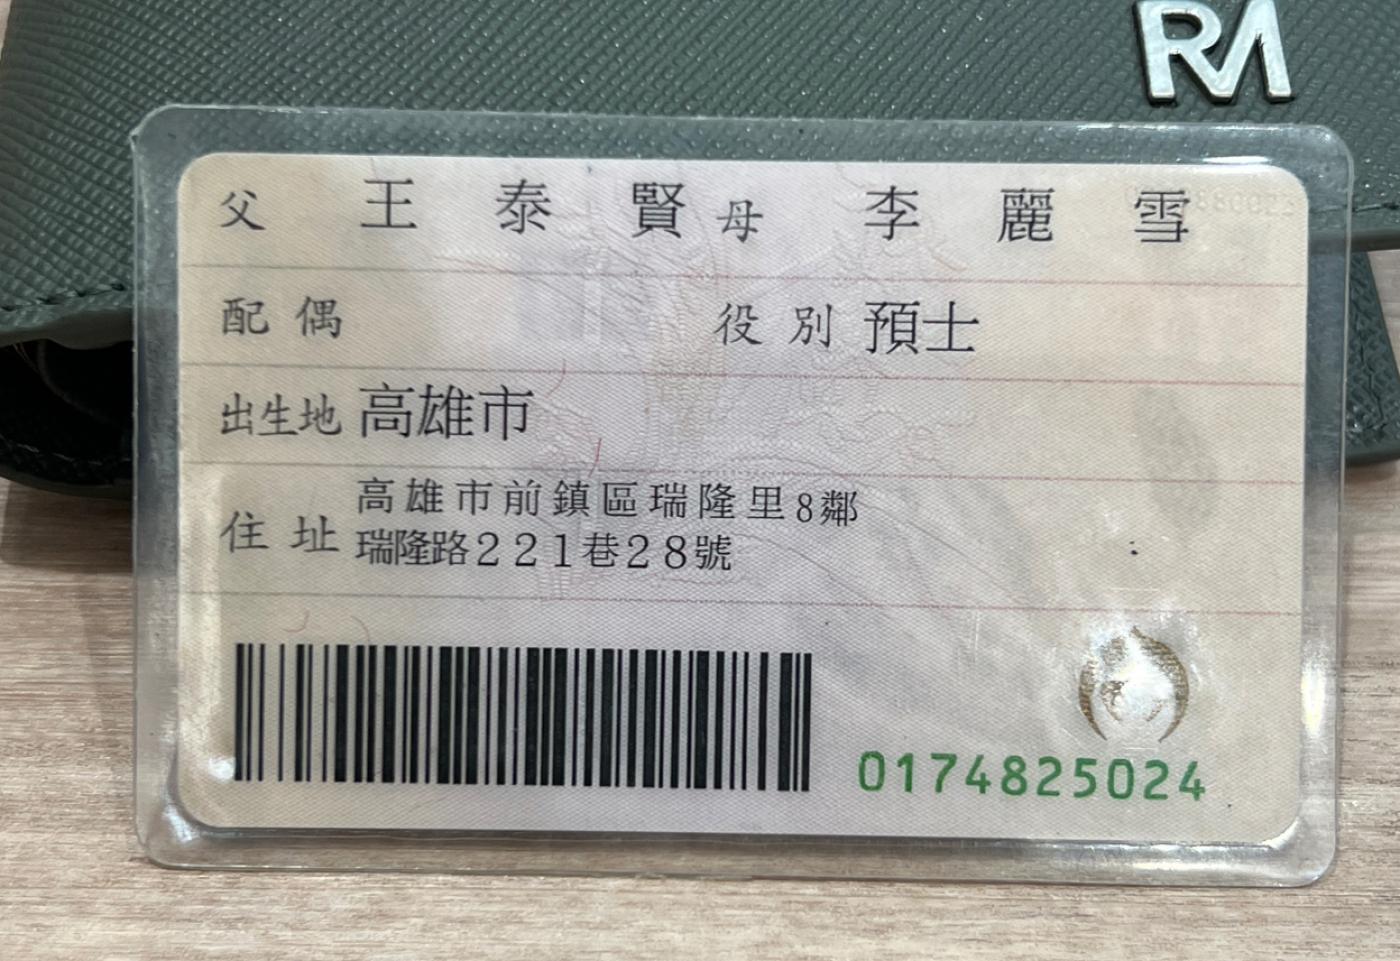 RM
父 王泰賢 母 李麗雪
配偶 役別 預士
出生地 高雄市
住址 高雄市前鎮區瑞隆里8鄰
瑞隆路221巷28號
0174825024